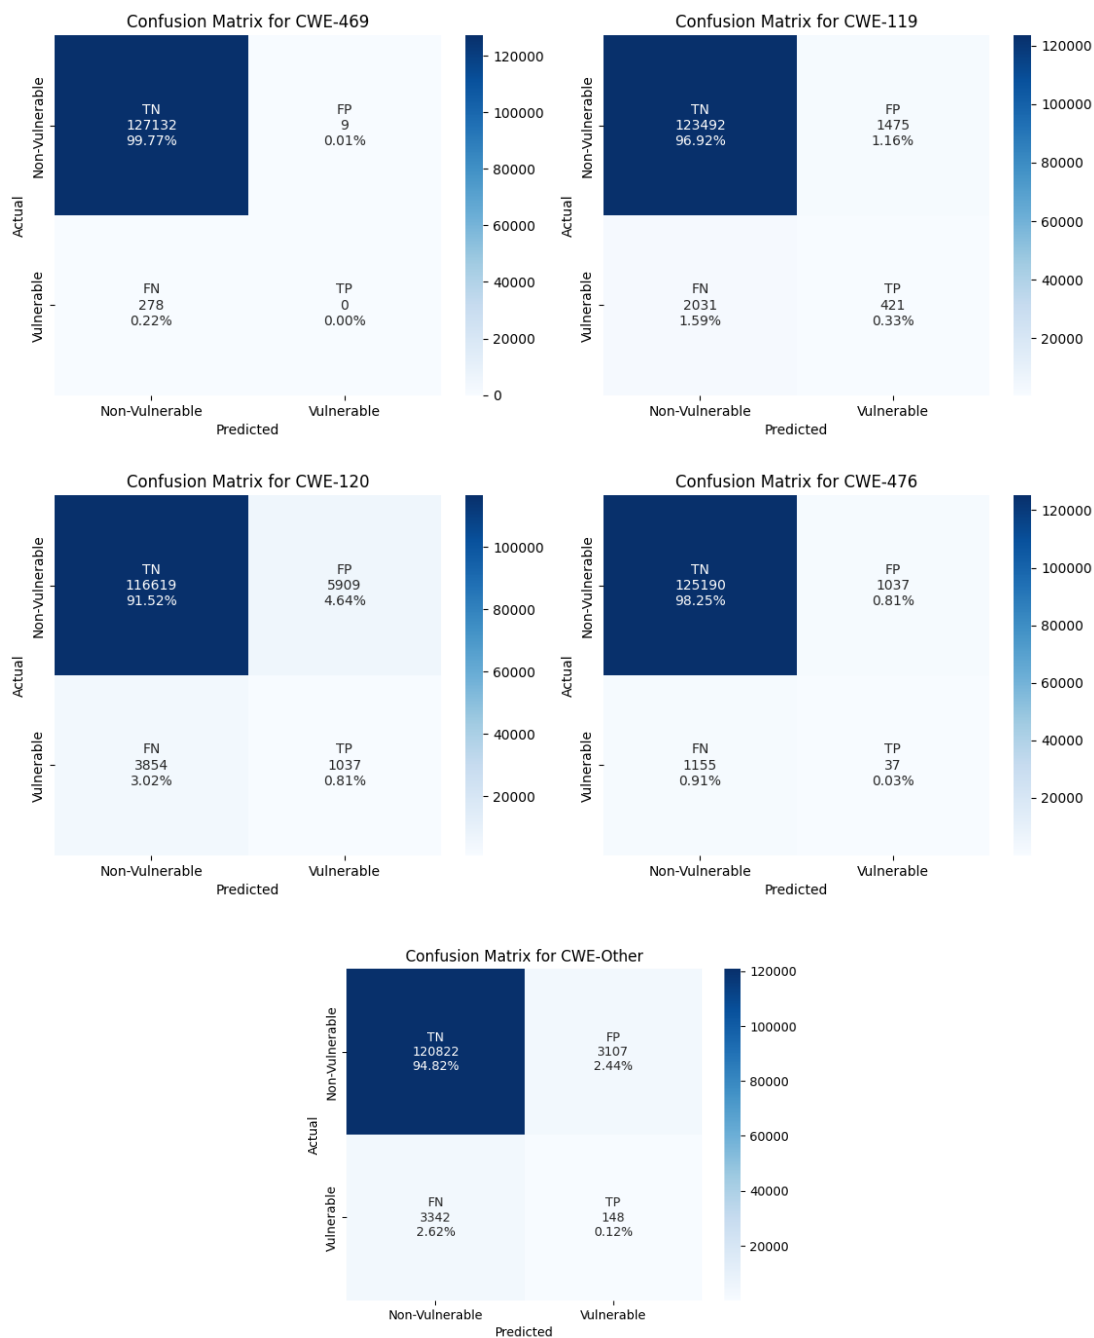 Confusion Matrix for CWE-469
Actual
Non-Vulnerable
Vulnerable
TN
127132
99.77%
FP
9
0.01%
FN
278
0.22%
TP
0
0.00%
Non-Vulnerable
Vulnerable
Predicted
120000
100000
80000
60000
40000
20000
0
Confusion Matrix for CWE-119
Actual
Non-Vulnerable
Vulnerable
TN
123492
96.92%
FP
1475
1.16%
FN
2031
1.59%
TP
421
0.33%
Non-Vulnerable
Vulnerable
Predicted
120000
100000
80000
60000
40000
20000
Confusion Matrix for CWE-120
Actual
Non-Vulnerable
Vulnerable
TN
116619
91.52%
FP
5909
4.64%
FN
3854
3.02%
TP
1037
0.81%
Non-Vulnerable
Vulnerable
Predicted
100000
80000
60000
40000
20000
Confusion Matrix for CWE-476
Actual
Non-Vulnerable
Vulnerable
TN
125190
98.25%
FP
1037
0.81%
FN
1155
0.91%
TP
37
0.03%
Non-Vulnerable
Vulnerable
Predicted
120000
100000
80000
60000
40000
20000
Confusion Matrix for CWE-Other
Actual
Non-Vulnerable
Vulnerable
TN
120822
94.82%
FP
3107
2.44%
FN
3342
2.62%
TP
148
0.12%
Non-Vulnerable
Vulnerable
Predicted
120000
100000
80000
60000
40000
20000